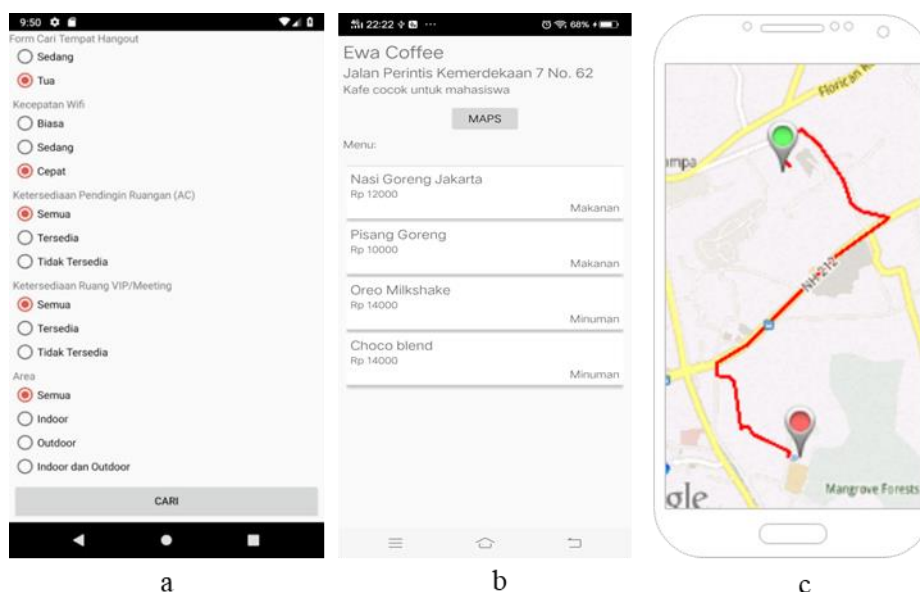 9:50
Form Cari Tempat Hangout
Sedang
Tua
Kecepatan Wifi
Biasa
Sedang
Cepat
Ketersediaan Pendingin Ruangan (AC)
Semua
Tersedia
Tidak Tersedia
Ketersediaan Ruang VIP/Meeting
Semua
Tersedia
Tidak Tersedia
Area
Semua
Indoor
Outdoor
Indoor dan Outdoor
CARI
a
22:22 68%
Ewa Coffee
Jalan Perintis Kemerdekaan 7 No. 62
Kafe cocok untuk mahasiswa
MAPS
Menu:
Nasi Goreng Jakarta
Rp 12000
Makanan
Pisang Goreng
Rp 10000
Makanan
Oreo Milkshake
Rp 14000
Minuman
Choco blend
Rp 14000
Minuman
b
Florican
mpa
NH-212
gle
Mangrove Forests
c